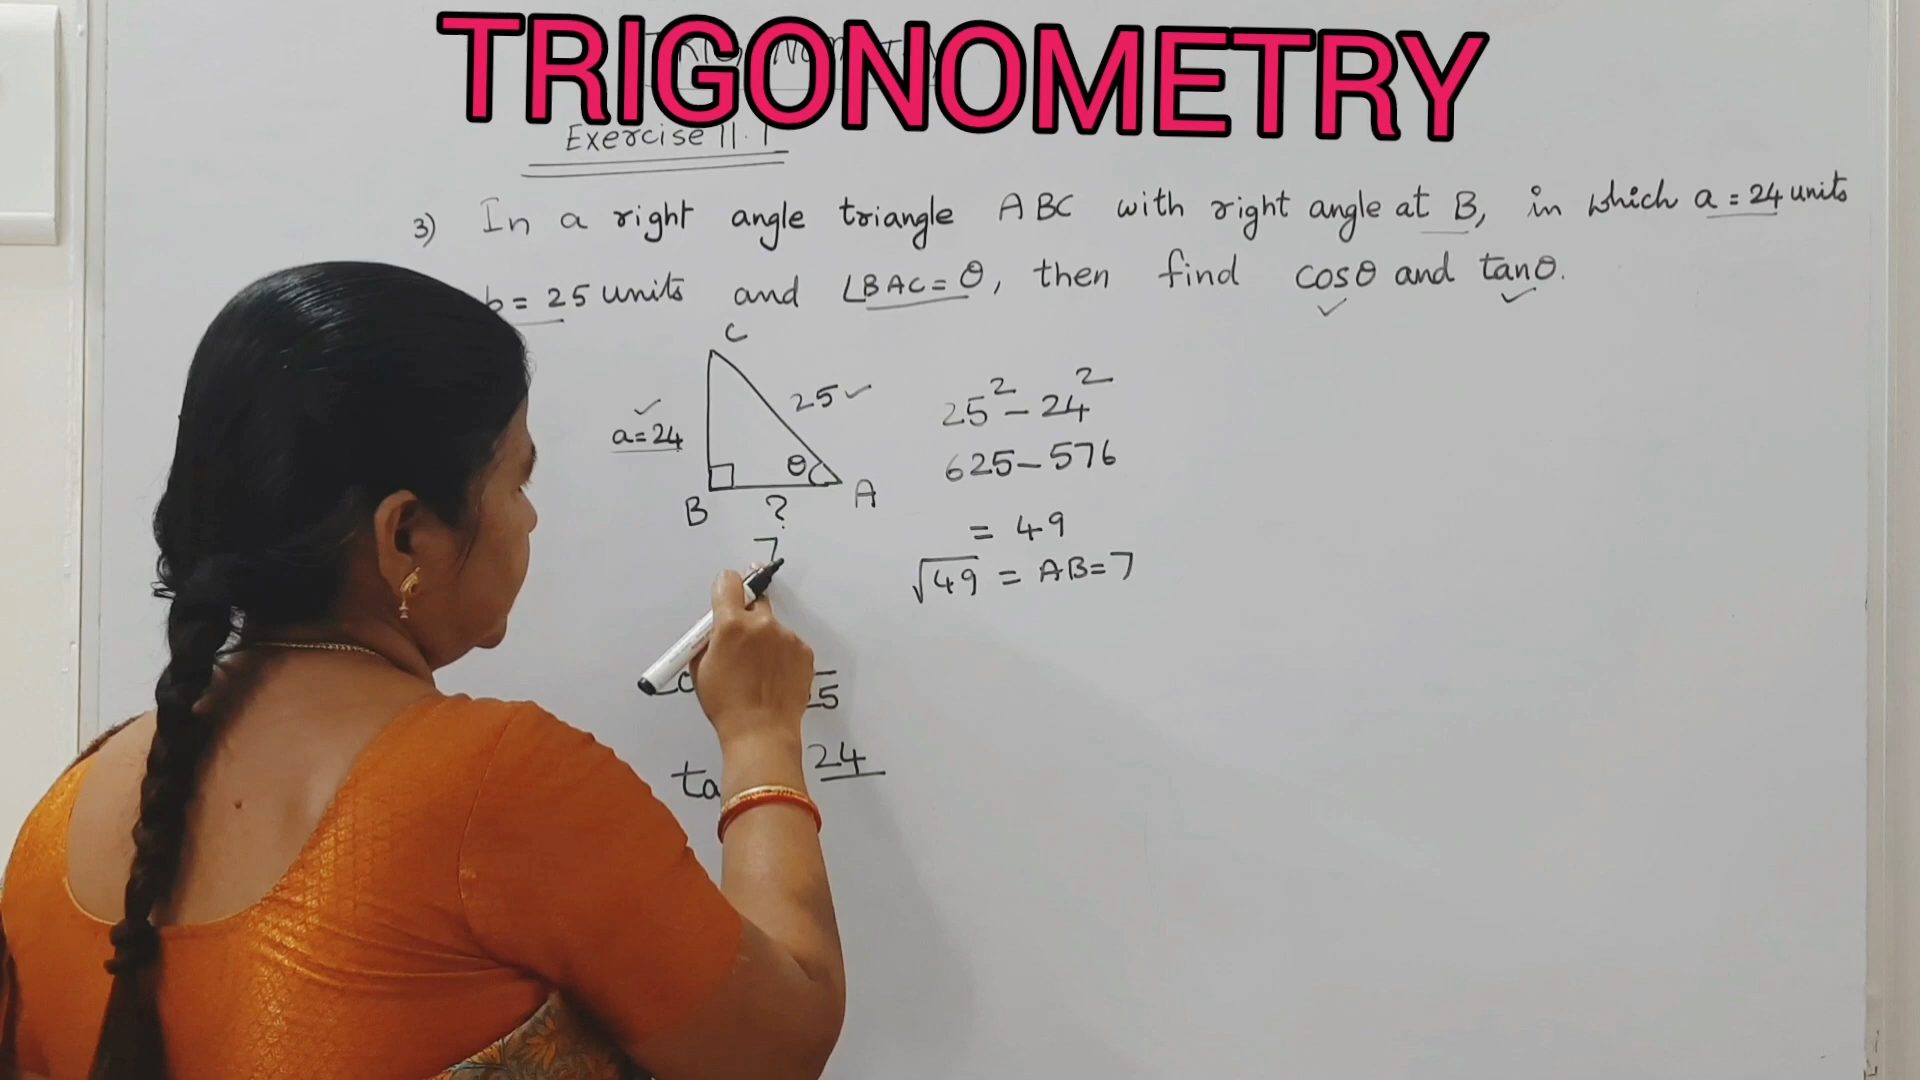 TRIGONOMETRY
Exercise 11.1
3) In a right angle triangle ABC with right angle at B, in which a = 24 units
b = 25 units and ∠BAC = θ, then find cosθ and tanθ.
C
25 ✓
✓
a = 24
θ
B
?
A
7
25² - 24²
625 - 576
= 49
√49 = AB = 7
24